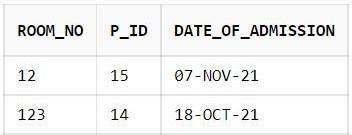 ROOM_NO P_ID DATE_OF_ADMISSION
12 15 07-NOV-21
123 14 18-OCT-21